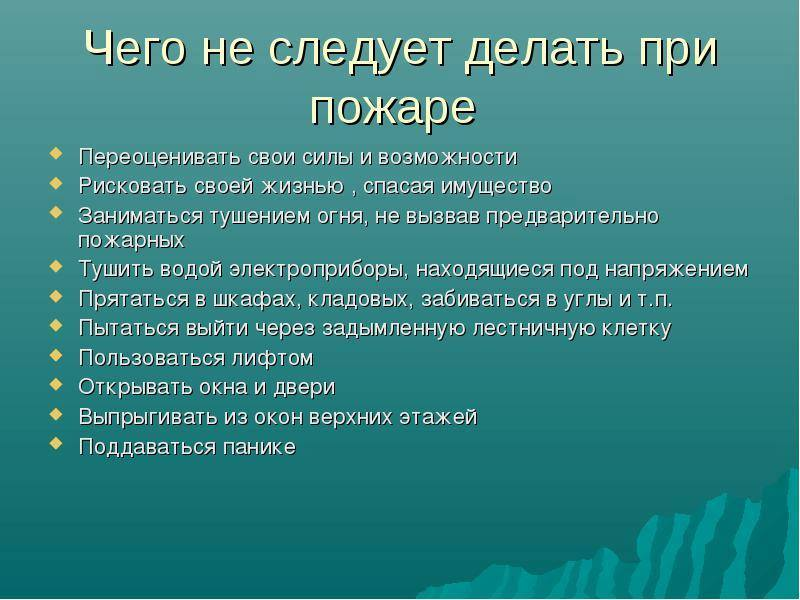 Чего не следует делать при
пожаре
Переоценивать свои силы и возможности
Рисковать своей жизнью , спасая имущество
Заниматься тушением огня, не вызвав предварительно
пожарных
Тушить водой электроприборы, находящиеся под напряжением
Прятаться в шкафах, кладовых, забиваться в углы и т.п.
Пытаться выйти через задымленную лестничную клетку
Пользоваться лифтом
Открывать окна и двери
Выпрыгивать из окон верхних этажей
Поддаваться панике